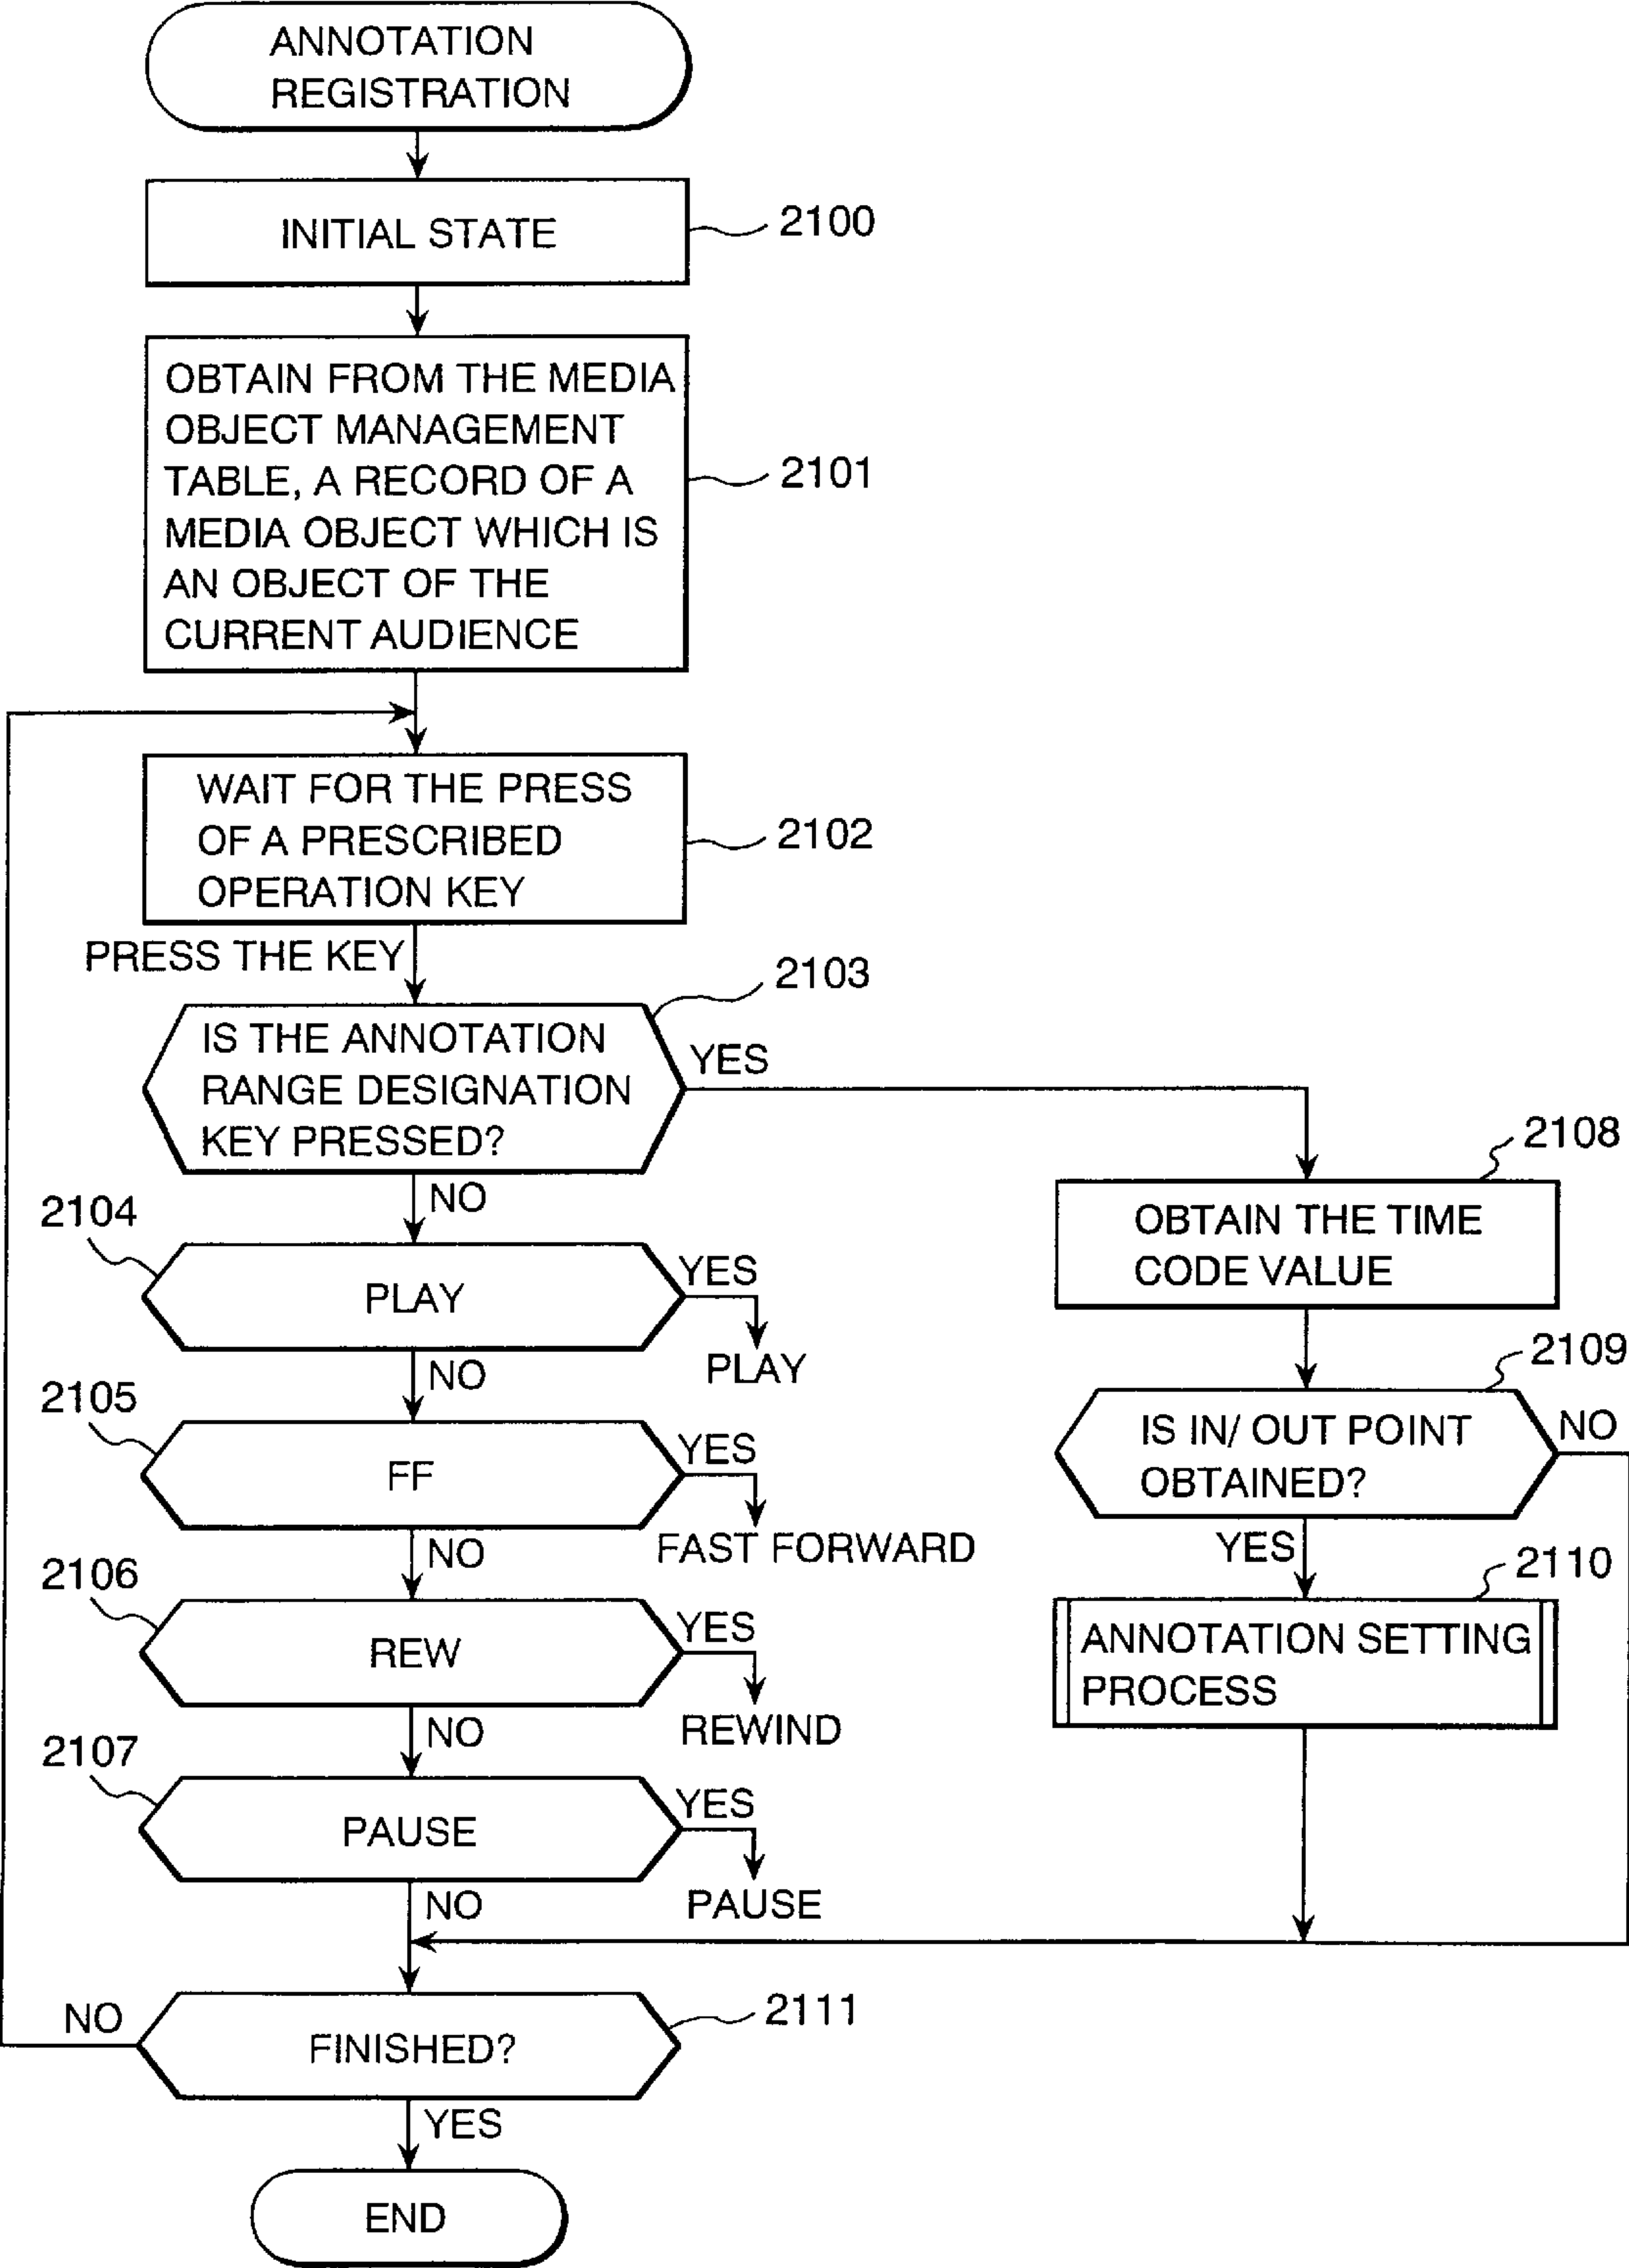 ANNOTATION
REGISTRATION
INITIAL STATE
2100
OBTAIN FROM THE MEDIA
OBJECT MANAGEMENT
TABLE, A RECORD OF A
MEDIA OBJECT WHICH IS
AN OBJECT OF THE
CURRENT AUDIENCE
2101
WAIT FOR THE PRESS
OF A PRESCRIBED
OPERATION KEY
2102
PRESS THE KEY
2103
IS THE ANNOTATION
RANGE DESIGNATION
KEY PRESSED?
YES
NO
2104
PLAY
YES
PLAY
NO
2105
FF
YES
FAST FORWARD
NO
2106
REW
YES
REWIND
NO
2107
PAUSE
YES
PAUSE
NO
2108
OBTAIN THE TIME
CODE VALUE
2109
IS IN/ OUT POINT
OBTAINED?
NO
YES
2110
ANNOTATION SETTING
PROCESS
2111
FINISHED?
NO
YES
END